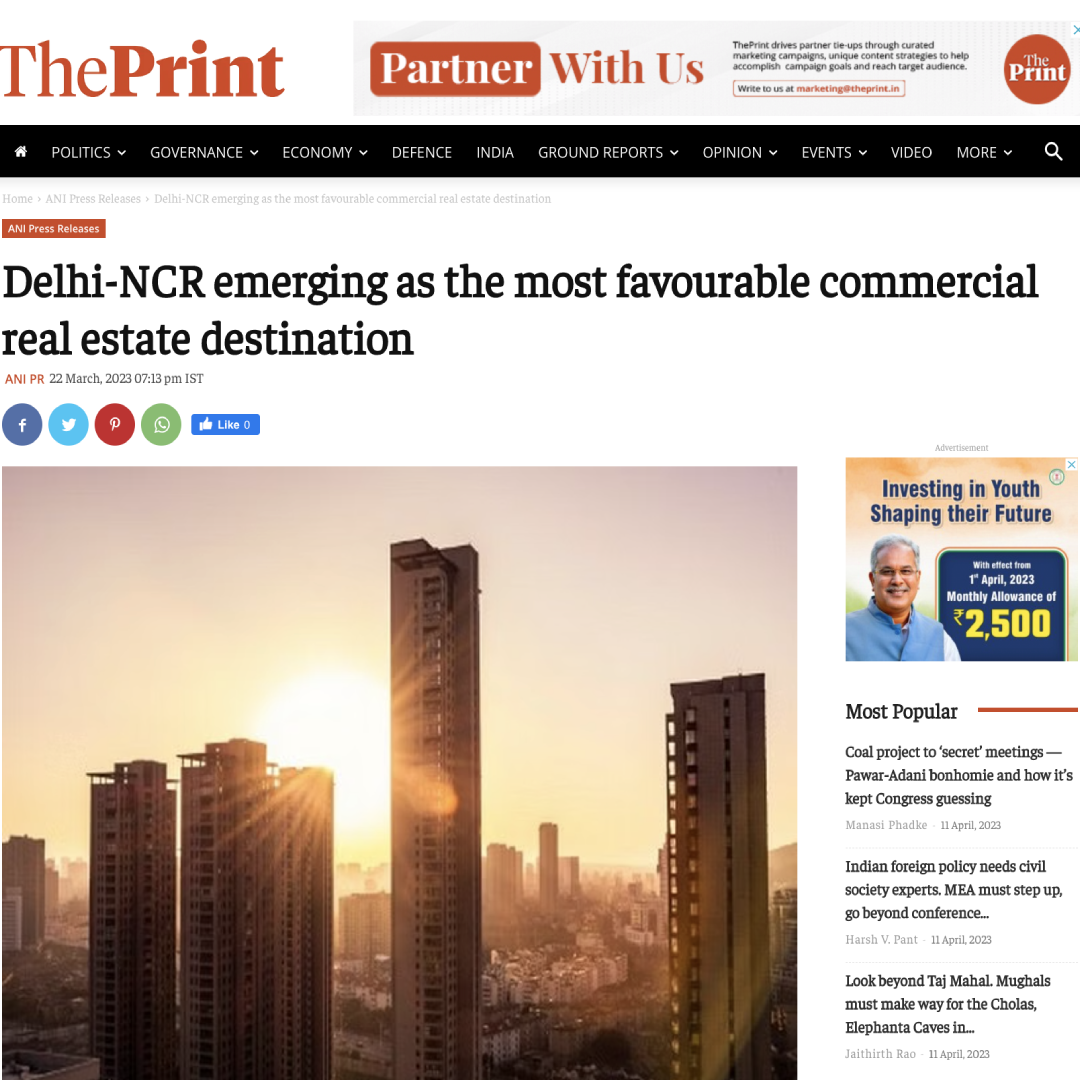 ThePrint
Partner With Us
ThePrint drives partner tie-ups through curated
marketing campaigns, unique content strategies to help
accomplish campaign goals and reach target audience.
Write to us at marketing@theprint.in
The
Print
POLITICS GOVERNANCE ECONOMY DEFENCE INDIA GROUND REPORTS OPINION EVENTS VIDEO MORE
Home › ANI Press Releases › Delhi-NCR emerging as the most favourable commercial real estate destination
ANI Press Releases
Delhi-NCR emerging as the most favourable commercial
real estate destination
ANI PR 22 March, 2023 07:13 pm IST
Like 0
Advertisement
Investing in Youth
Shaping their Future
With effect from
1st April, 2023
Monthly Allowance of
₹2,500
Most Popular
Coal project to ‘secret’ meetings —
Pawar-Adani bonhomie and how it’s
kept Congress guessing
Manasi Phadke - 11 April, 2023
Indian foreign policy needs civil
society experts. MEA must step up,
go beyond conference...
Harsh V. Pant - 11 April, 2023
Look beyond Taj Mahal. Mughals
must make way for the Cholas,
Elephanta Caves in...
Jaithirth Rao - 11 April, 2023